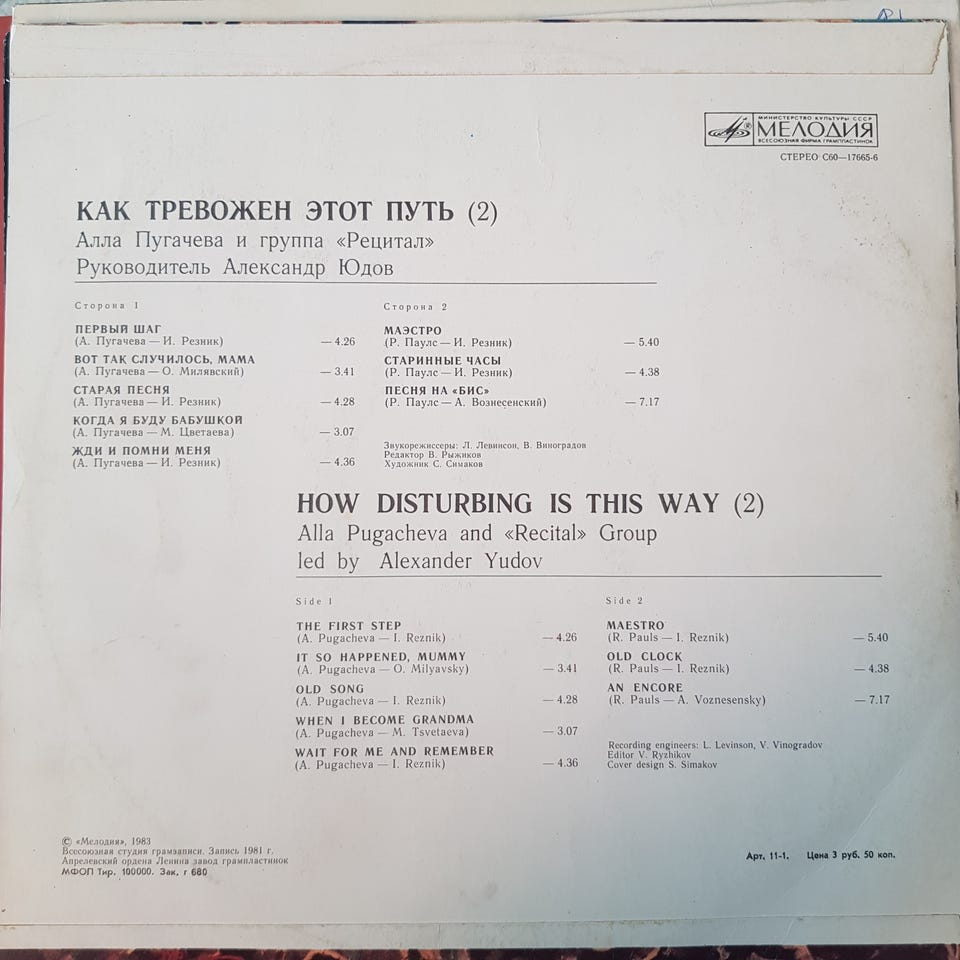 МИНИСТЕРСТВО КУЛЬТУРЫ СССР
МЕЛОДИЯ
ВСЕСОЮЗНАЯ ФИРМА ГРАМПЛАСТИНОК
СТЕРЕО С60—17665-6
КАК ТРЕВОЖЕН ЭТОТ ПУТЬ (2)
Алла Пугачева и группа «Рецитал»
Руководитель Александр Юдов
Сторона 1
ПЕРВЫЙ ШАГ
(А. Пугачева — И. Резник) — 4.26
ВОТ ТАК СЛУЧИЛОСЬ, МАМА
(А. Пугачева — О. Милявский) — 3.41
СТАРАЯ ПЕСНЯ
(А. Пугачева — И. Резник) — 4.28
КОГДА Я БУДУ БАБУШКОЙ
(А. Пугачева — М. Цветаева) — 3.07
ЖДИ И ПОМНИ МЕНЯ
(А. Пугачева — И. Резник) — 4.36
Сторона 2
МАЭСТРО
(Р. Паулс — И. Резник) — 5.40
СТАРИННЫЕ ЧАСЫ
(Р. Паулс — И. Резник) — 4.38
ПЕСНЯ НА «БИС»
(Р. Паулс — А. Вознесенский) — 7.17
Звукорежиссеры: Л. Левинсон, В. Виноградов
Редактор В. Рыжиков
Художник С. Симаков
HOW DISTURBING IS THIS WAY (2)
Alla Pugacheva and «Recital» Group
led by Alexander Yudov
Side 1
THE FIRST STEP
(A. Pugacheva — I. Reznik) — 4.26
IT SO HAPPENED, MUMMY
(A. Pugacheva — O. Milyavsky) — 3.41
OLD SONG
(A. Pugacheva — I. Reznik) — 4.28
WHEN I BECOME GRANDMA
(A. Pugacheva — M. Tsvetaeva) — 3.07
WAIT FOR ME AND REMEMBER
(A. Pugacheva — I. Reznik) — 4.36
Side 2
MAESTRO
(R. Pauls — I. Reznik) — 5.40
OLD CLOCK
(R. Pauls — I. Reznik) — 4.38
AN ENCORE
(R. Pauls — A. Voznesensky) — 7.17
Recording engineers: L. Levinson, V. Vinogradov
Editor V. Ryzhikov
Cover design S. Simakov
© «Мелодия», 1983
Всесоюзная студия грамзаписи. Запись 1981 г.
Апрелевский ордена Ленина завод грампластинок
МФОП Тир. 100000. Зак. г 680
Арт. 11-1. Цена 3 руб. 50 коп.